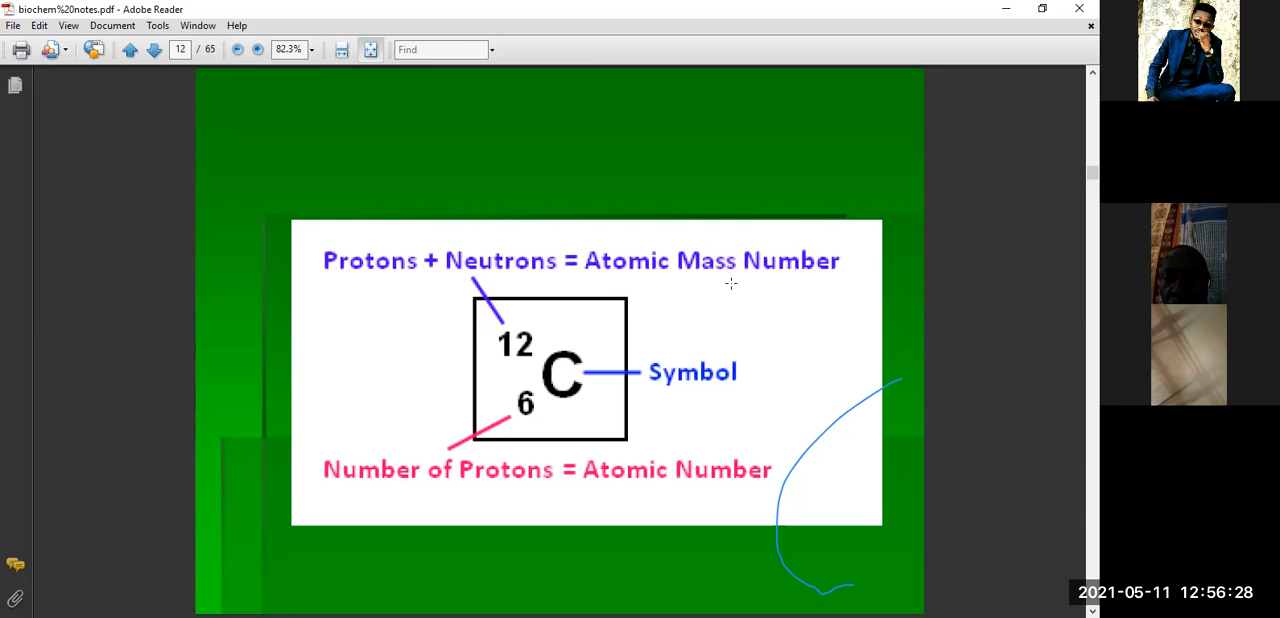 biochem%20notes.pdf - Adobe Reader
File Edit View Document Tools Window Help
12 / 65 82.3% Find
Protons + Neutrons = Atomic Mass Number
12
C
Symbol
6
Number of Protons = Atomic Number
2021-05-11 12:56:28